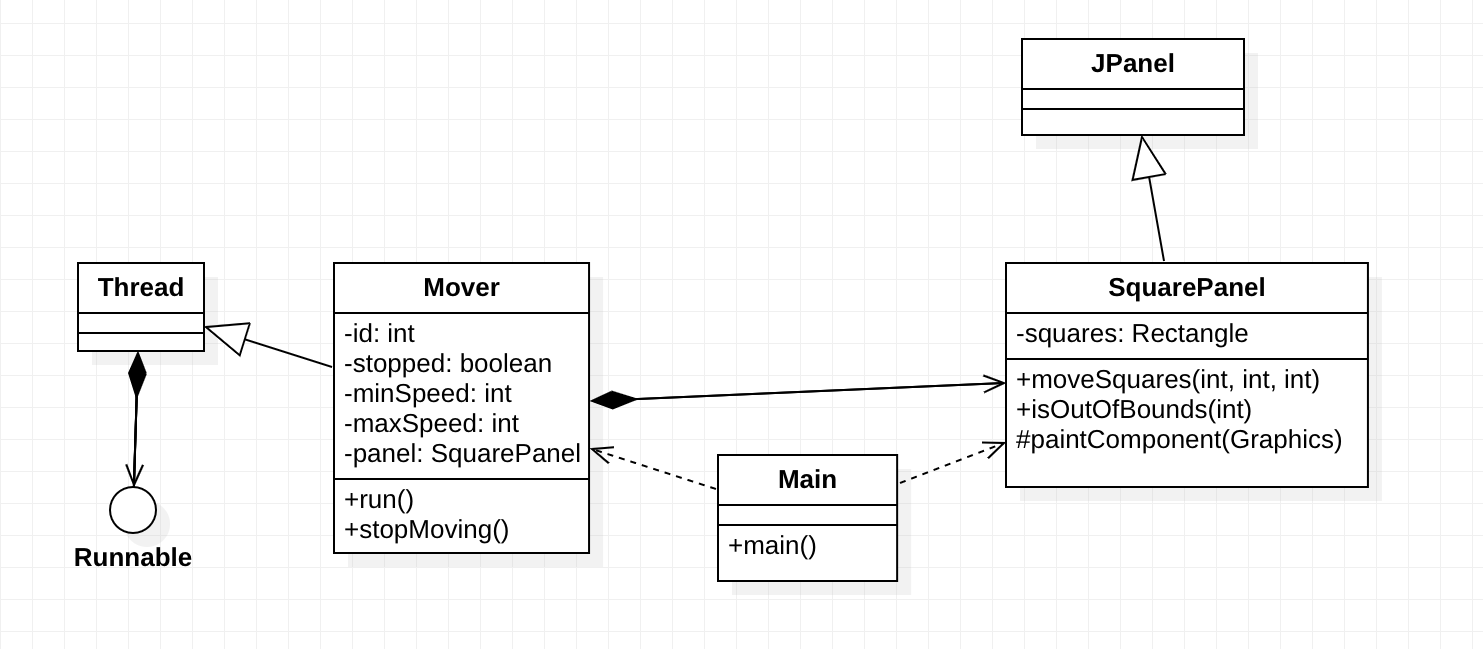 JPanel
Thread
Runnable
Mover
-id: int
-stopped: boolean
-minSpeed: int
-maxSpeed: int
-panel: SquarePanel
+run()
+stopMoving()
Main
+main()
SquarePanel
-squares: Rectangle
+moveSquares(int, int, int)
+isOutOfBounds(int)
#paintComponent(Graphics)